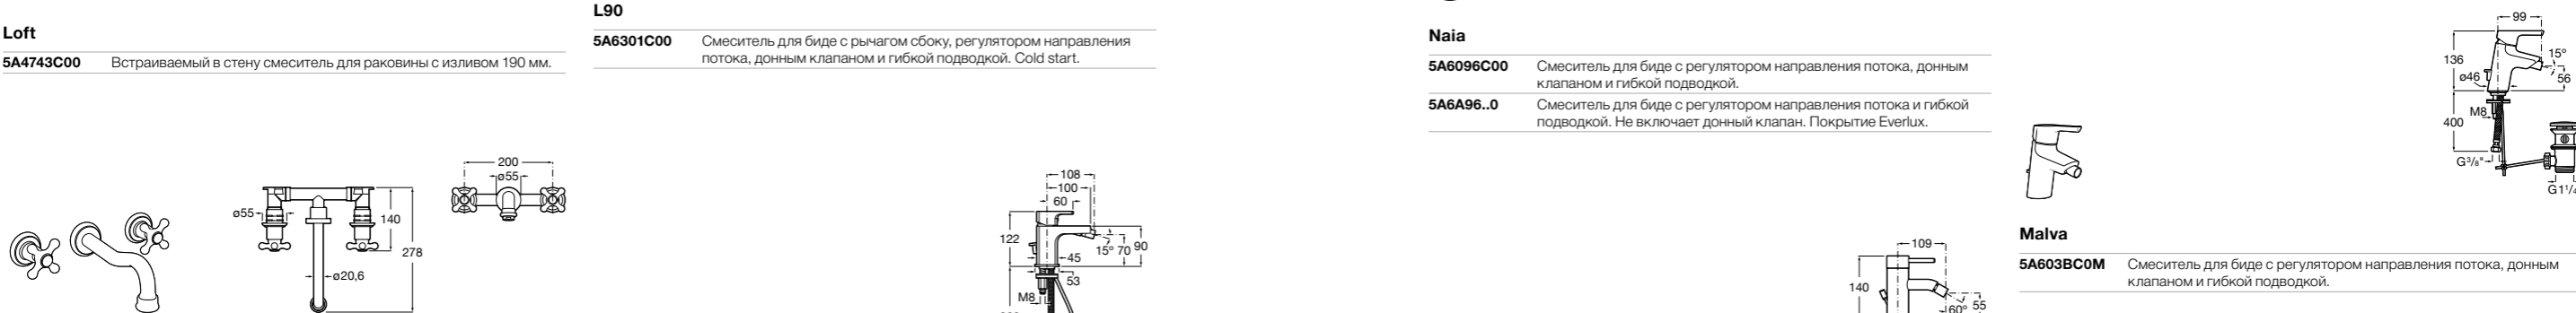 Loft
5A4743C00 Встраиваемый в стену смеситель для раковины с изливом 190 мм.
200
ø55
ø55
140
278
ø20,6
L90
5A6301C00 Смеситель для биде с рычагом сбоку, регулятором направления
потока, донным клапаном и гибкой подводкой. Cold start.
108
100
60
122
15º 70 90
45
53
M8
Naia
5A6096C00 Смеситель для биде с регулятором направления потока, донным
клапаном и гибкой подводкой.
5A6A96..0 Смеситель для биде с регулятором направления потока и гибкой
подводкой. Не включает донный клапан. Покрытие Everlux.
109
140
60º 55
99
136
15º
ø46
56
M8
400
G3/8"
G11/4
Malva
5A603BC0M Смеситель для биде с регулятором направления потока, донным
клапаном и гибкой подводкой.